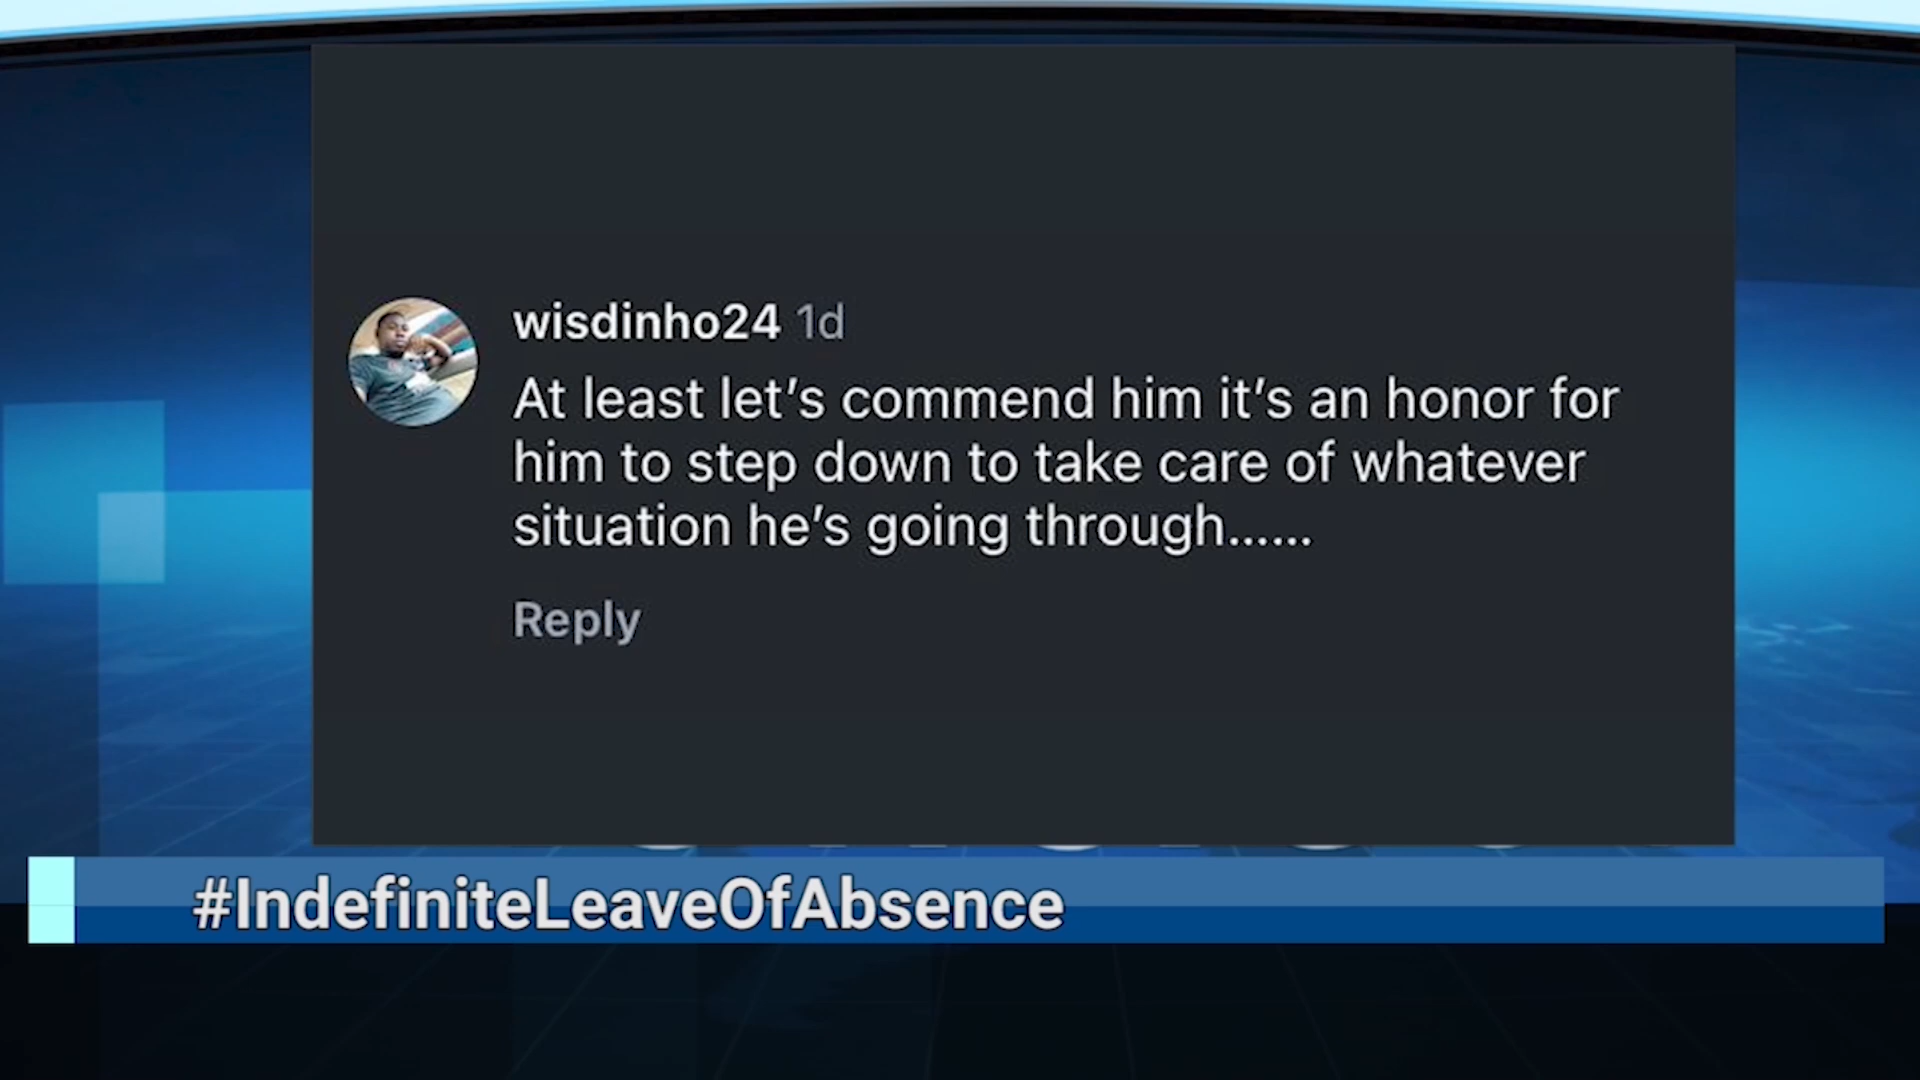 wisdinho24 1d
At least let's commend him it's an honor for
him to step down to take care of whatever
situation he's going through......
Reply
#IndefiniteLeaveOfAbsence